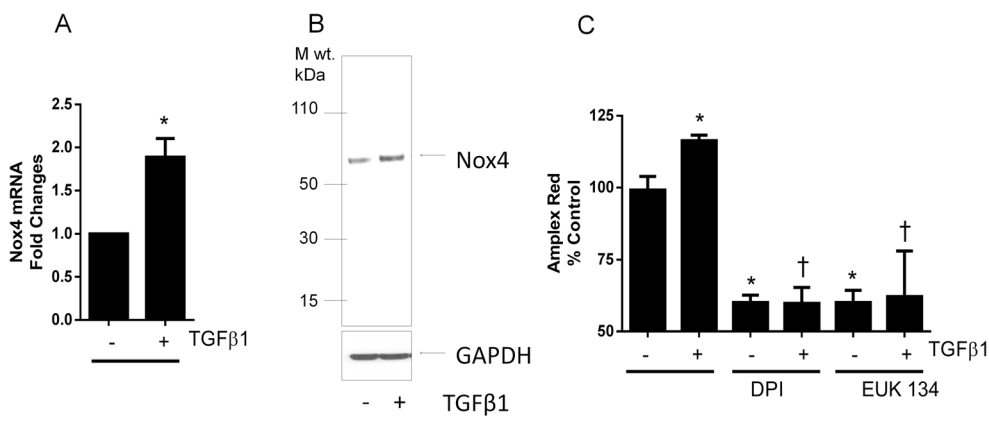 A
Nox4 mRNA
Fold Changes
2.5
2.0
1.5
1.0
0.5
0.0
*
- + TGFβ1
B
M wt.
kDa
110
50
30
15
Nox4
GAPDH
- + TGFβ1
C
Amplex Red
% Control
125
100
75
50
*
* † * †
- + - + - + TGFβ1
DPI EUK 134